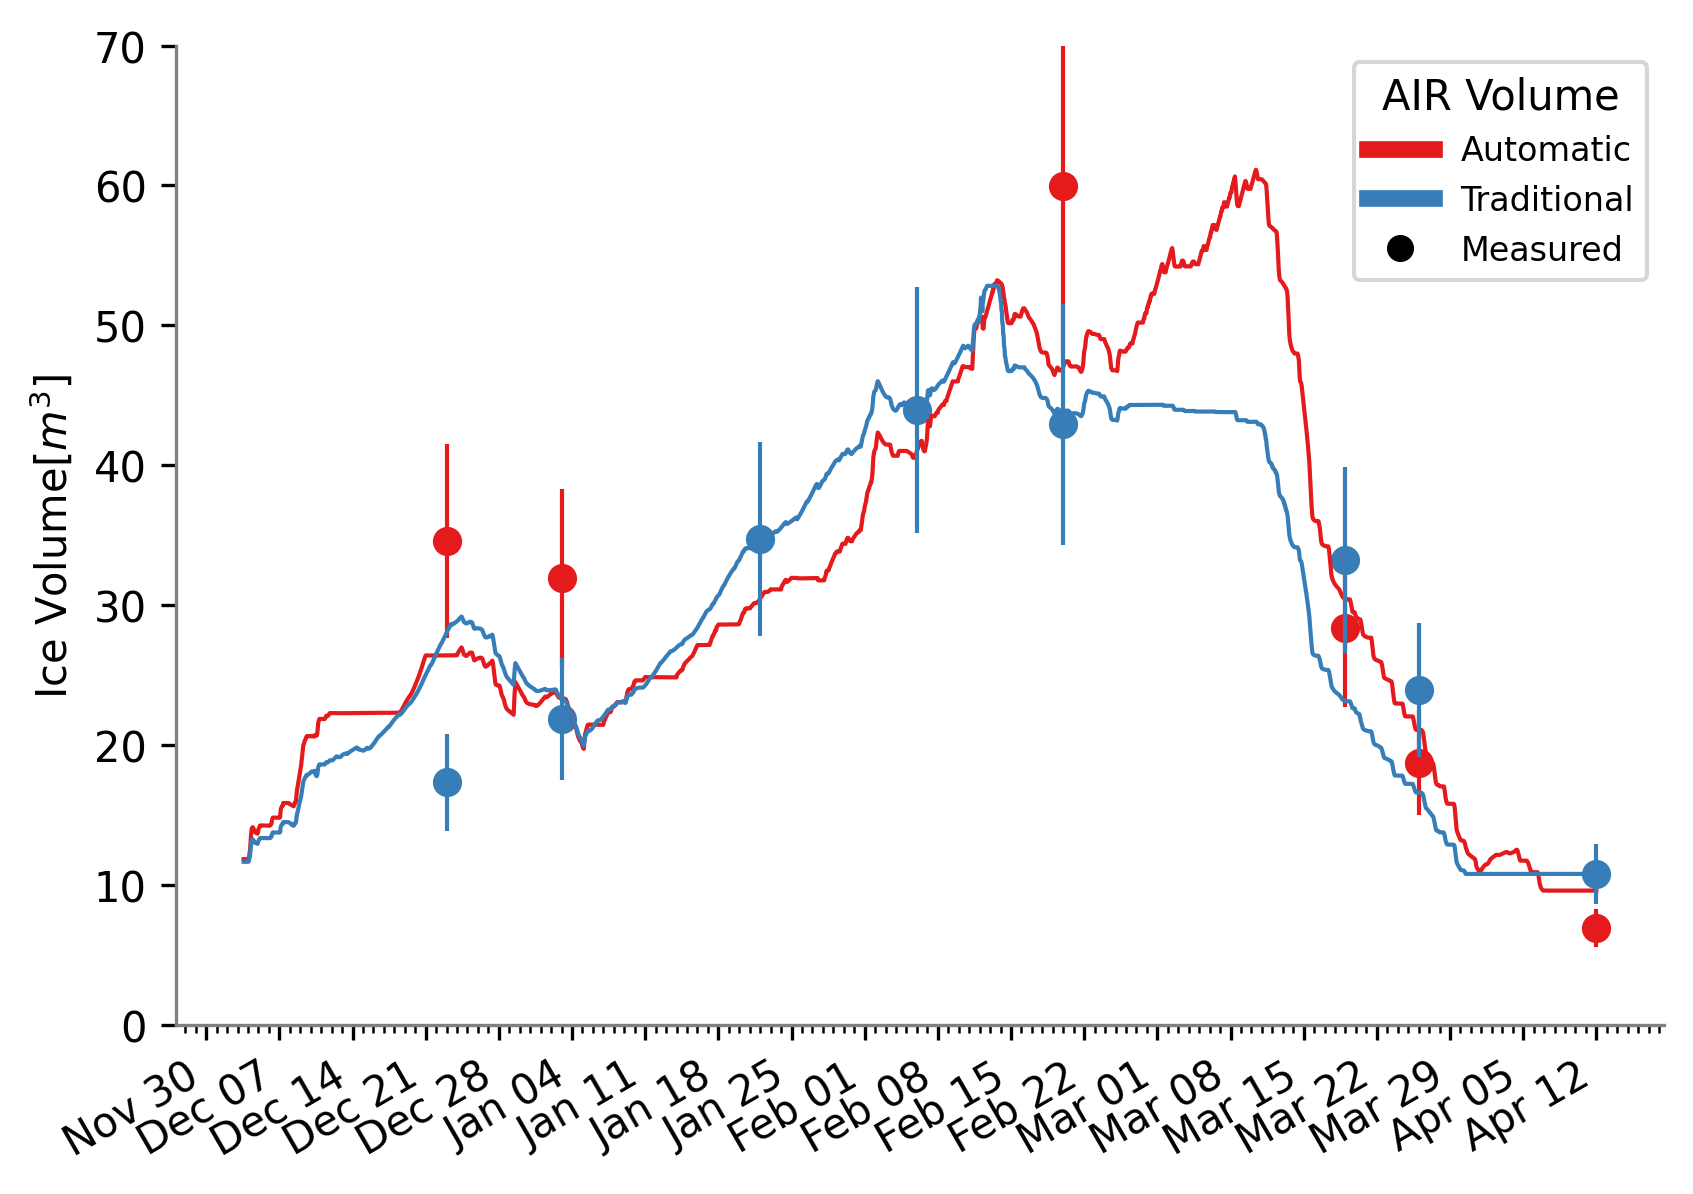 70
60
50
40
30
20
10
0
Ice Volume[m³]
AIR Volume
Automatic
Traditional
Measured
Nov 30
Dec 07
Dec 14
Dec 21
Dec 28
Jan 04
Jan 11
Jan 18
Jan 25
Feb 01
Feb 08
Feb 15
Feb 22
Mar 01
Mar 08
Mar 15
Mar 22
Mar 29
Apr 05
Apr 12